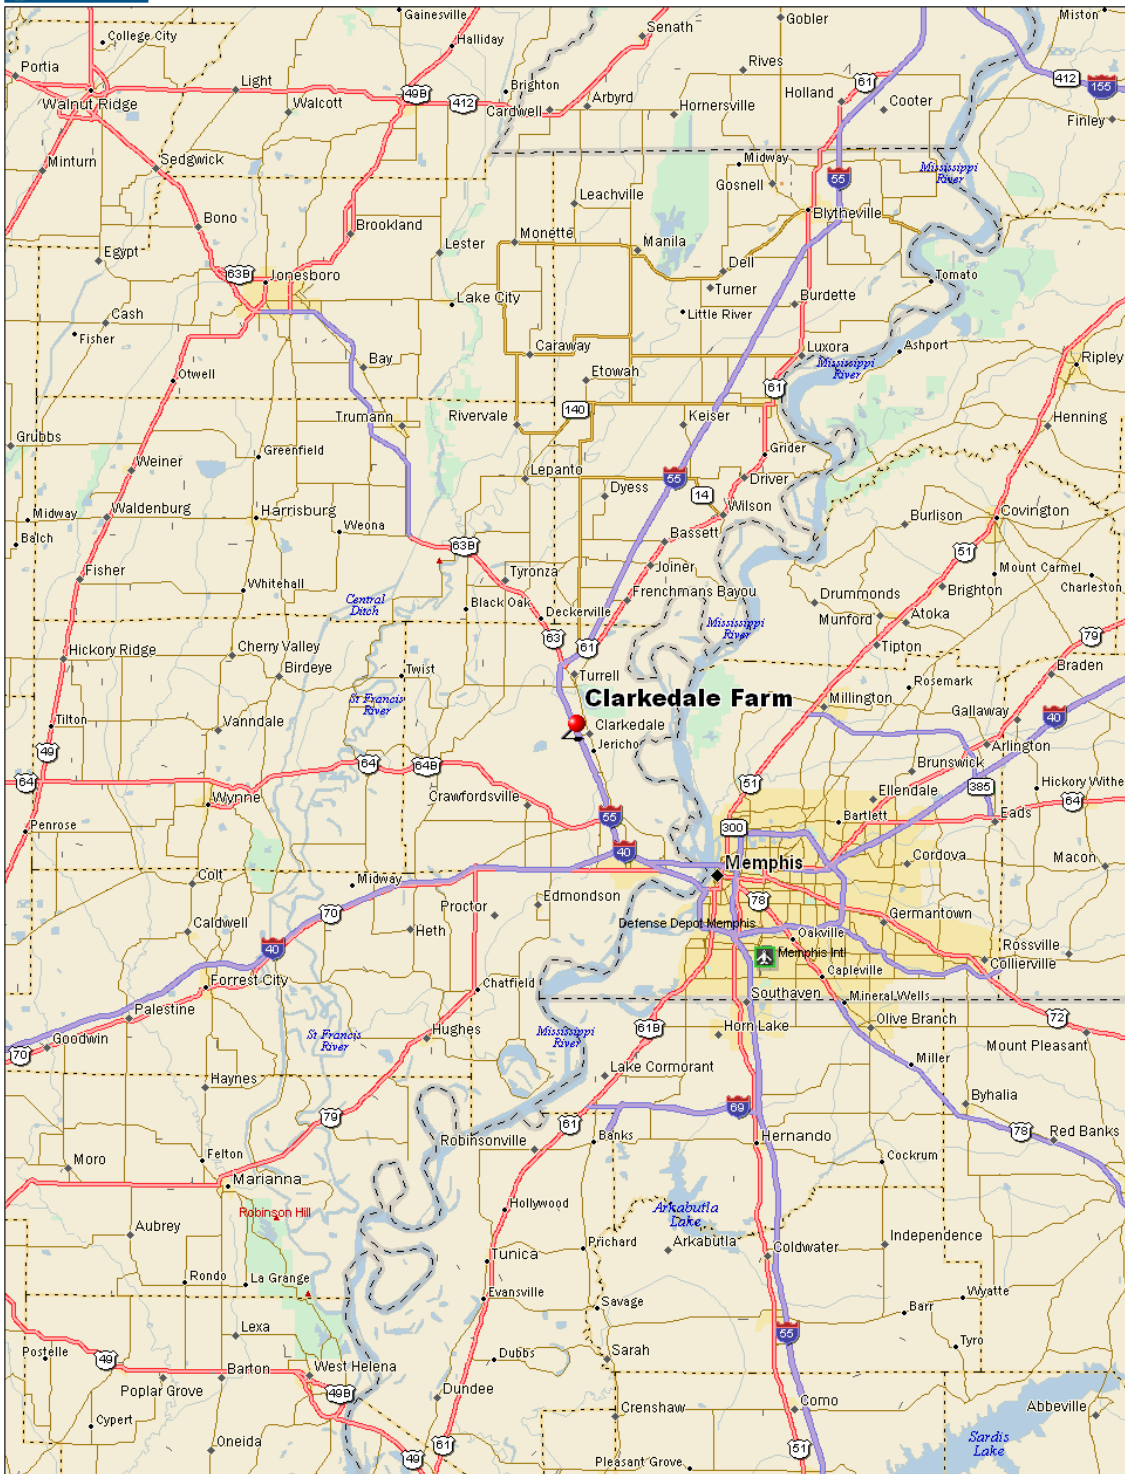 Gainesville
Gobler
Miston
College City
Halliday
Senath
Portia
Light
49B
412
Brighton
Rives
61
412
155
Walnut Ridge
Walcott
Cardwell
Arbyrd
Hornersville
Holland
Cooter
Finley
Minturn
Sedgwick
Midway
Mississippi
River
55
Gosnell
Leachville
Bono
Brookland
Blytheville
Egypt
Lester
Monette
Manila
63B
Jonesboro
Dell
Tomato
Turner
Lake City
Burdette
Cash
Little River
Fisher
Caraway
Luxora
Ashport
Bay
Mississippi
River
Ripley
Otwell
Etowah
61
140
Trumann
Rivervale
Keiser
Henning
Grubbs
Greenfield
Grider
Weiner
Lepanto
55
Driver
Dyess
14
Wilson
Midway
Waldenburg
Harrisburg
Burlison
Covington
Balch
Weona
Bassett
63B
51
Fisher
Joiner
Tyronza
Mount Carmel
Whitehall
Frenchmans Bayou
Brighton
Charleston
Central
Ditch
Black Oak
Deckerville
Drummonds
Munford
Atoka
Mississippi
River
63
61
79
Cherry Valley
Tipton
Hickory Ridge
Birdeye
Twist
Turrell
Braden
Rosemark
St Francis
River
Clarkedale Farm
Millington
Gallaway
40
Tilton
Vanndale
Clarkedale
Jericho
Arlington
49
64
64B
Brunswick
64
51
385
Hickory Withe
Wynne
Crawfordsville
Ellendale
64
55
Bartlett
Eads
Penrose
300
40
Memphis
Cordova
Macon
Colt
Midway
Edmondson
78
Proctor
70
Germantown
Caldwell
Defense Depot Memphis
Heth
Oakville
40
Memphis Intl
Rossville
Collierville
Forrest City
Chatfield
Capleville
Southaven
Mineral Wells
Palestine
61B
72
Olive Branch
Goodwin
St Francis
River
Hughes
Mississippi
River
Horn Lake
Mount Pleasant
70
Miller
Lake Cormorant
Haynes
Byhalia
69
79
61
78
Red Banks
Robinsonville
Banks
Hernando
Felton
Moro
Cockrum
Marianna
Hollywood
Robinson Hill
Arkabutla
Lake
Aubrey
Independence
Prichard
Arkabutla
Coldwater
Tunica
Rondo
La Grange
Evansville
Savage
Wyatte
Barr
Lexa
55
Tyro
Postelle
49
Dubbs
Sarah
Barton
West Helena
Poplar Grove
49B
Dundee
Crenshaw
Como
Abbeville
Cypert
Oneida
61
51
Sardis
Lake
49
Pleasant Grove